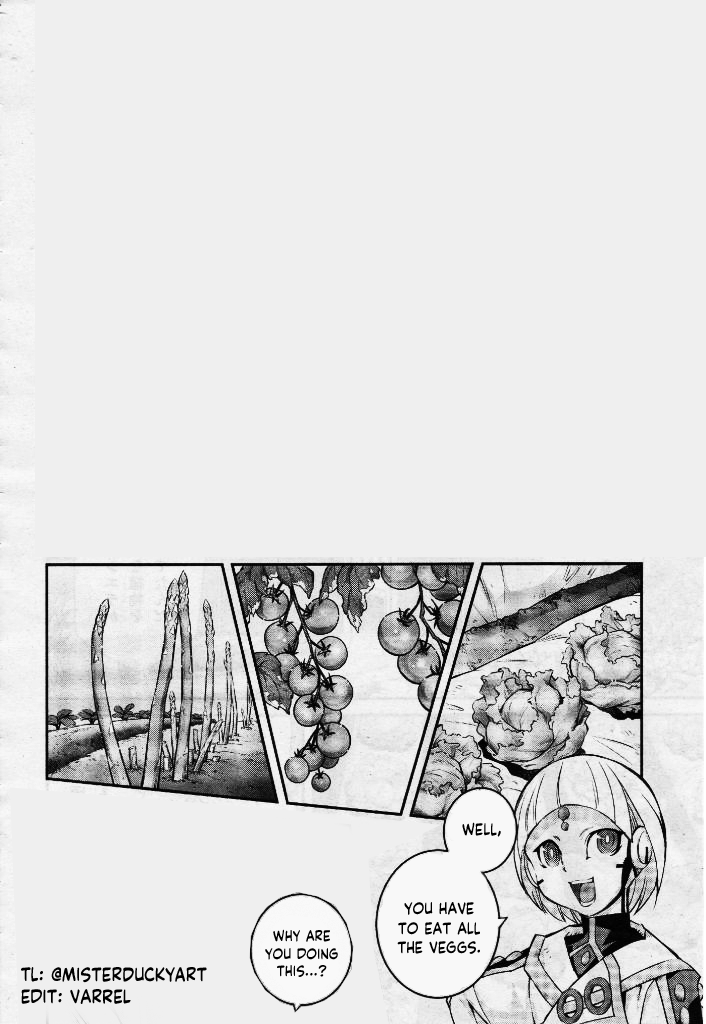 WELL,
YOU HAVE
TO EAT ALL
THE VEGGS.
WHY ARE
YOU DOING
THIS...?
TL: @MISTERDUCKYART
EDIT: VARREL